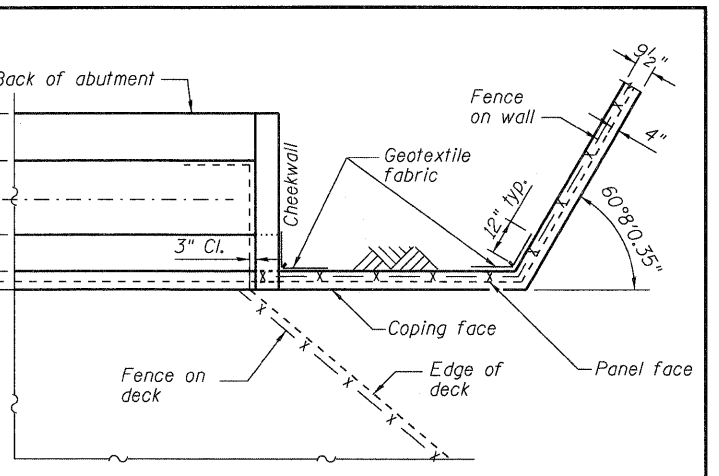 9½"
Back of abutment
Fence
on wall
4"
Geotextile
fabric
Cheekwall
12" typ.
60°8'0.35"
3" Cl.
Coping face
Fence on
deck
Edge of
deck
Panel face